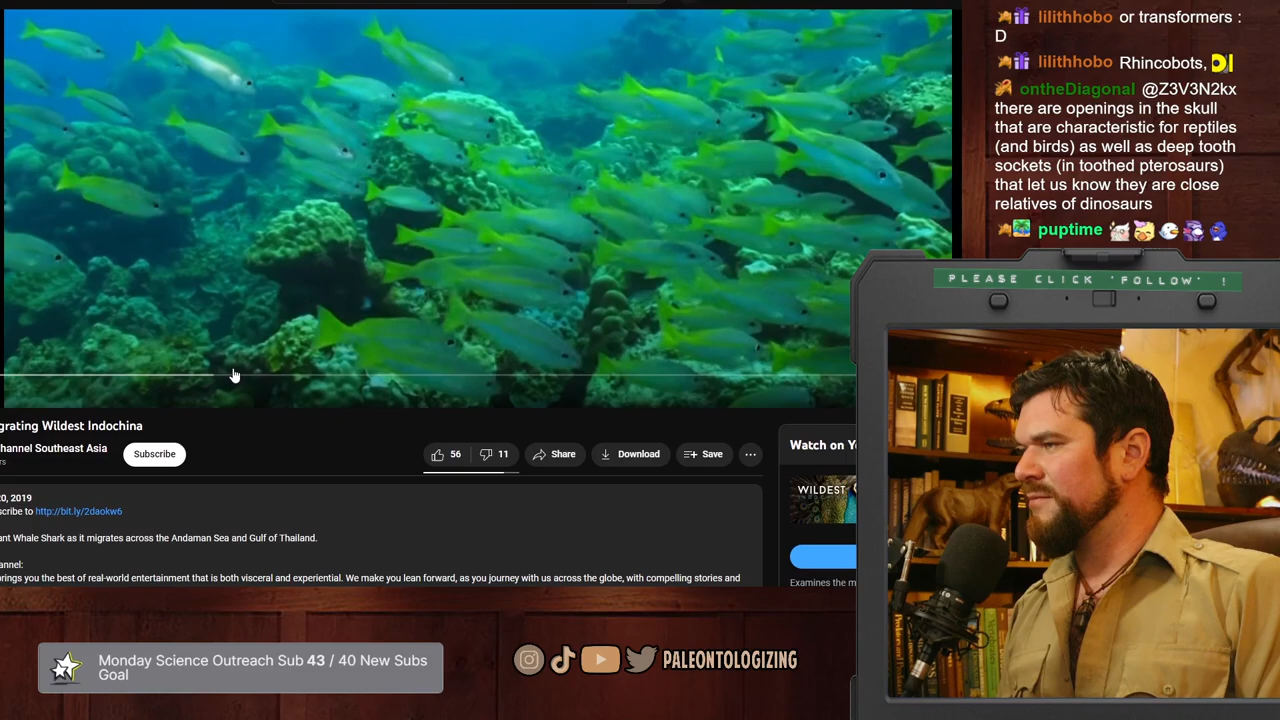 lilithhobo or transformers :
D
lilithhobo Rhincobots,
ontheDiagonal @Z3V3N2kx
there are openings in the skull
that are characteristic for reptiles
(and birds) as well as deep tooth
sockets (in toothed pterosaurs)
that let us know they are close
relatives of dinosaurs
puptime
PLEASE CLICK 'FOLLOW' !
grating Wildest Indochina
hannel Southeast Asia
rs
Subscribe
56
11
Share
Download
Save
Watch on Y
WILDEST
20, 2019
scribe to http://bit.ly/2daokw6
ant Whale Shark as it migrates across the Andaman Sea and Gulf of Thailand.
annel:
brings you the best of real-world entertainment that is both visceral and experiential. We make you lean forward, as you journey with us across the globe, with compelling stories and
Examines the m
Monday Science Outreach Sub 43 / 40 New Subs
Goal
PALEONTOLOGIZING